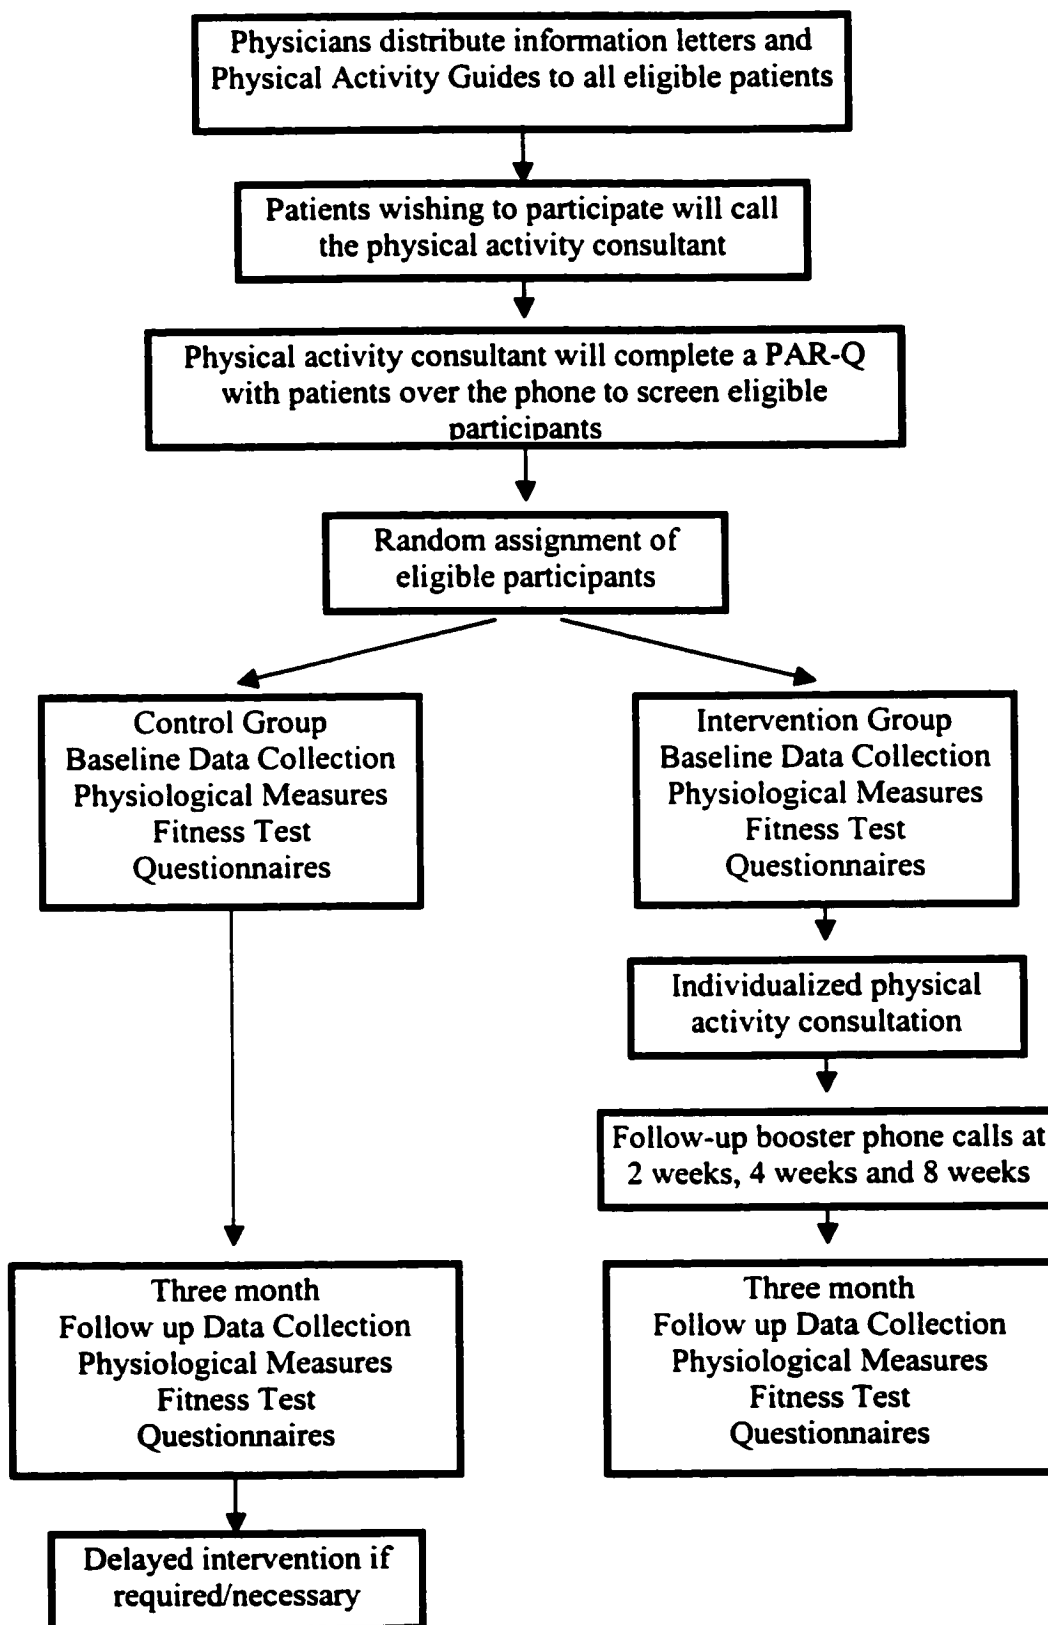 Physicians distribute information letters and
Physical Activity Guides to all eligible patients
Patients wishing to participate will call
the physical activity consultant
Physical activity consultant will complete a PAR-Q
with patients over the phone to screen eligible
participants
Random assignment of
eligible participants
Control Group
Baseline Data Collection
Physiological Measures
Fitness Test
Questionnaires
Intervention Group
Baseline Data Collection
Physiological Measures
Fitness Test
Questionnaires
Individualized physical
activity consultation
Follow-up booster phone calls at
2 weeks, 4 weeks and 8 weeks
Three month
Follow up Data Collection
Physiological Measures
Fitness Test
Questionnaires
Three month
Follow up Data Collection
Physiological Measures
Fitness Test
Questionnaires
Delayed intervention if
required/necessary